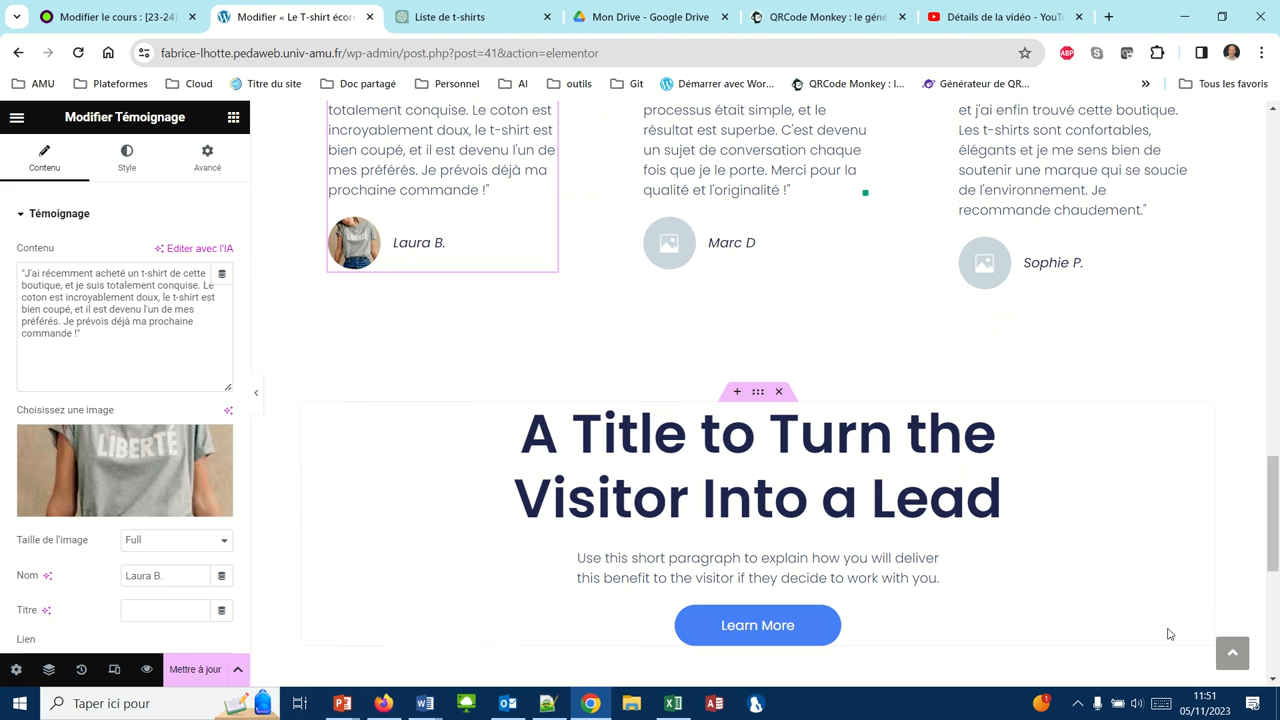 Modifier le cours : [23-24]
Modifier « Le T-shirt écon
Liste de t-shirts
Mon Drive - Google Drive
QRCode Monkey : le géné
Détails de la vidéo - YouTu
fabrice-lhotte.pedaweb.univ-amu.fr/wp-admin/post.php?post=41&action=elementor
ABP
AMU
Plateformes
Cloud
Titre du site
Doc partagé
Personnel
AI
outils
Git
Démarrer avec Wor...
QRCode Monkey : l...
Générateur de QR...
Tous les favoris
Modifier Témoignage
Contenu
Style
Avancé
Témoignage
Contenu
Editer avec l'IA
"J'ai récemment acheté un t-shirt de cette
boutique, et je suis totalement conquise. Le
coton est incroyablement doux, le t-shirt est
bien coupé, et il est devenu l'un de mes
préférés. Je prévois déjà ma prochaine
commande !"
Choisissez une image
LIBERTÉ
Taille de l'image
Full
Nom
Laura B.
Titre
Lien
Mettre à jour
totalement conquise. Le coton est
incroyablement doux, le t-shirt est
bien coupé, et il est devenu l'un de
mes préférés. Je prévois déjà ma
prochaine commande !"
Laura B.
processus était simple, et le
résultat est superbe. C'est devenu
un sujet de conversation chaque
fois que je le porte. Merci pour la
qualité et l'originalité !"
Marc D
et j'ai enfin trouvé cette boutique.
Les t-shirts sont confortables,
élégants et je me sens bien de
soutenir une marque qui se soucie
de l'environnement. Je
recommande chaudement."
Sophie P.
A Title to Turn the
Visitor Into a Lead
Use this short paragraph to explain how you will deliver
this benefit to the visitor if they decide to work with you.
Learn More
Taper ici pour
11:51
05/11/2023